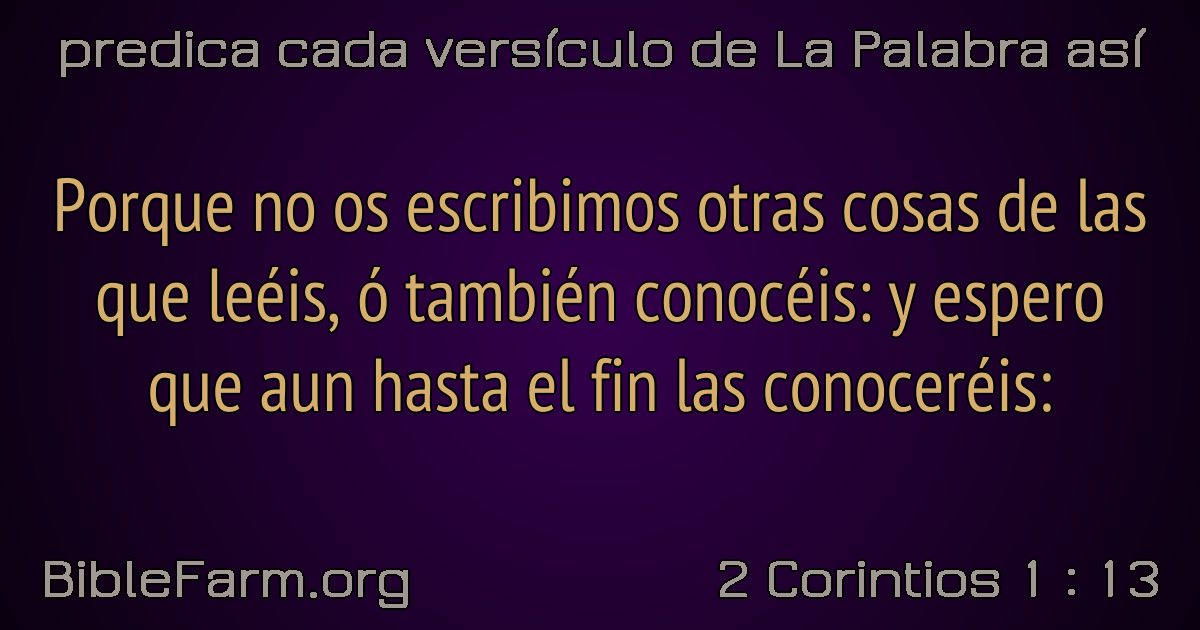 predica cada versículo de La Palabra así
Porque no os escribimos otras cosas de las
que leéis, ó también conocéis: y espero
que aun hasta el fin las conoceréis:
BibleFarm.org
2 Corintios 1 : 13